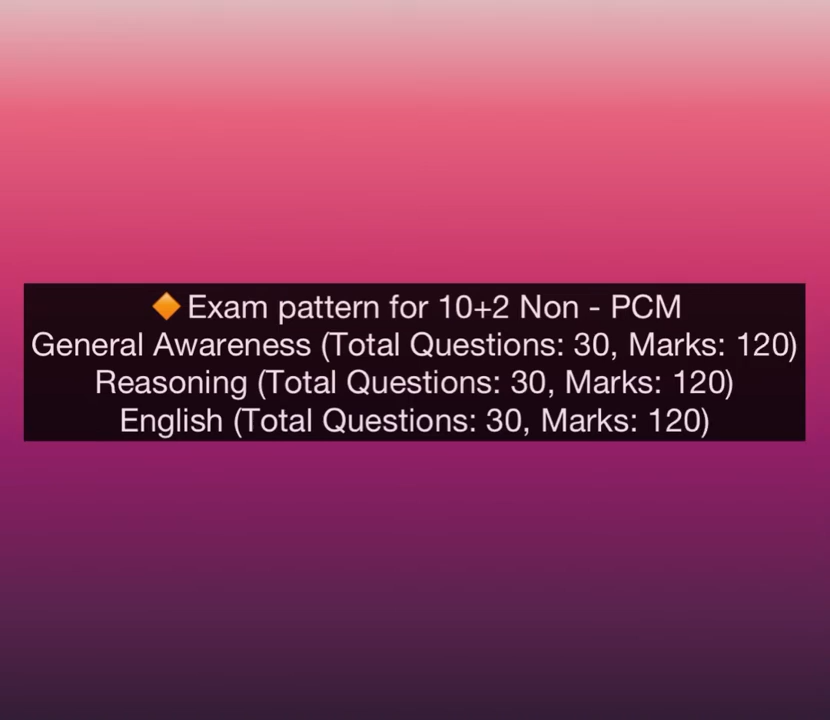 🔶Exam pattern for 10+2 Non - PCM
General Awareness (Total Questions: 30, Marks: 120)
Reasoning (Total Questions: 30, Marks: 120)
English (Total Questions: 30, Marks: 120)